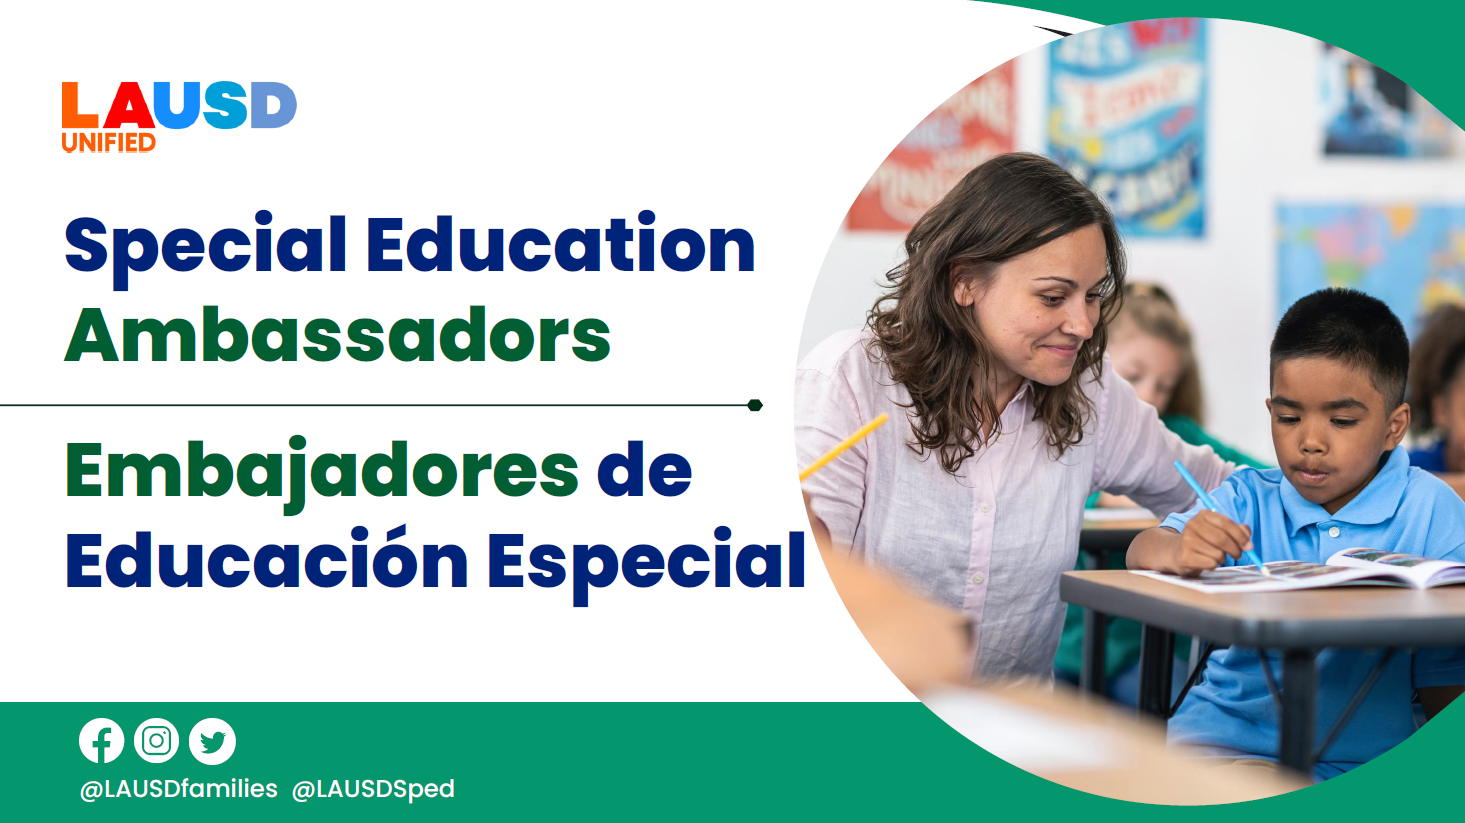 LAUSD
UNIFIED
Special Education
Ambassadors
Embajadores de
Educación Especial
@LAUSDfamilies @LAUSDSped